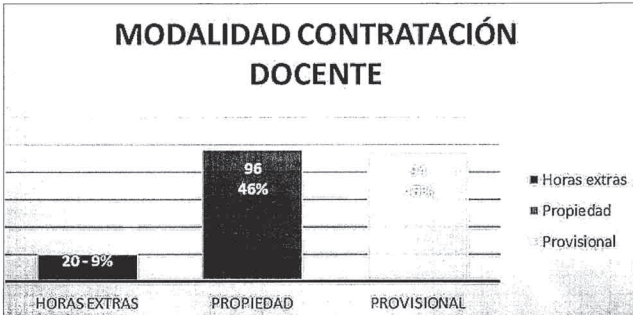 MODALIDAD CONTRATACIÓN
DOCENTE
96
46%
20 - 9%
HORAS EXTRAS
PROPIEDAD
PROVISIONAL
Horas extras
Propiedad
Provisional